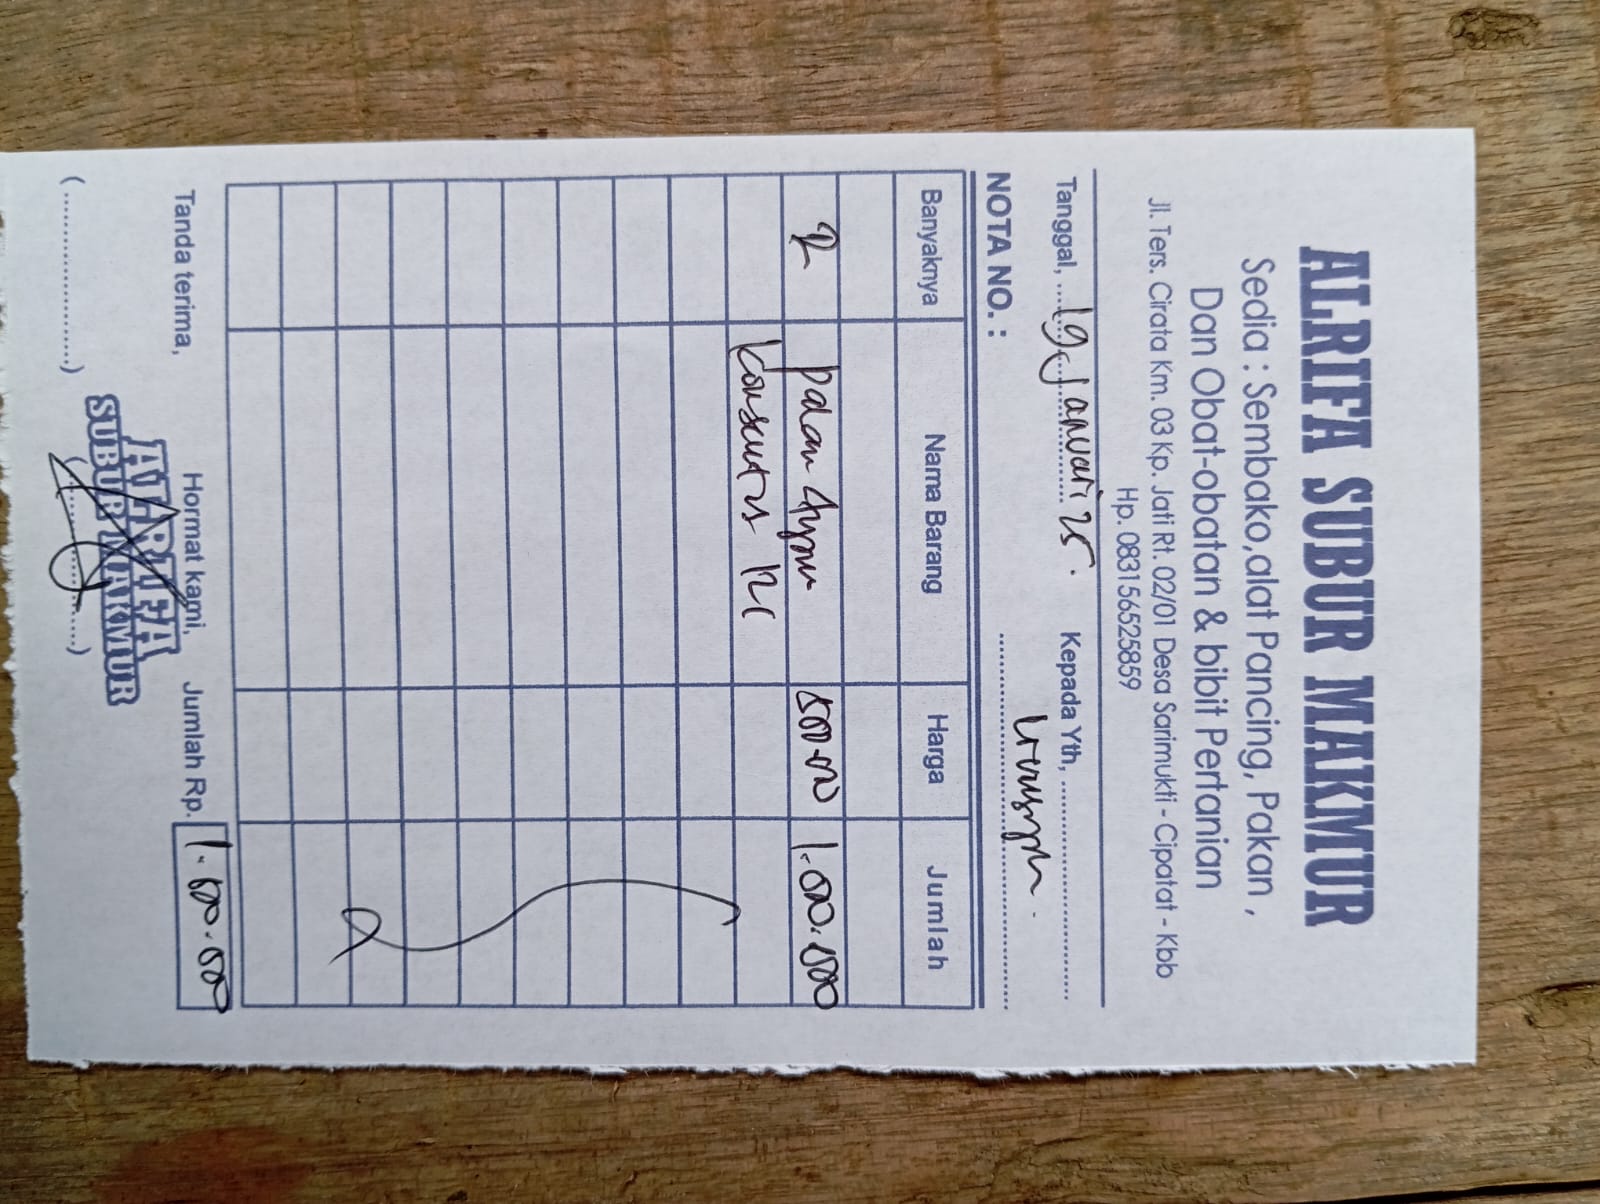 ALRIFA SUBUR MAKMUR
Sedia : Sembako,alat Pancing, Pakan ,
Dan Obat-obatan & bibit Pertanian
Jl. Ters. Cirata Km. 03 Kp. Jati Rt. 02/01 Desa Sarimukti - Cipatat - Kbb
Hp. 083156525859
Tanggal, 19 Januari 25. Kepada Yth,
NOTA NO. :
Banyaknya Nama Barang Harga Jumlah
2 pakan Ayam 500.000 1.000.000
Tanda terima, Hormat kami, Jumlah Rp. 1.000.000
ALRIFA
SUBUR MAKMUR